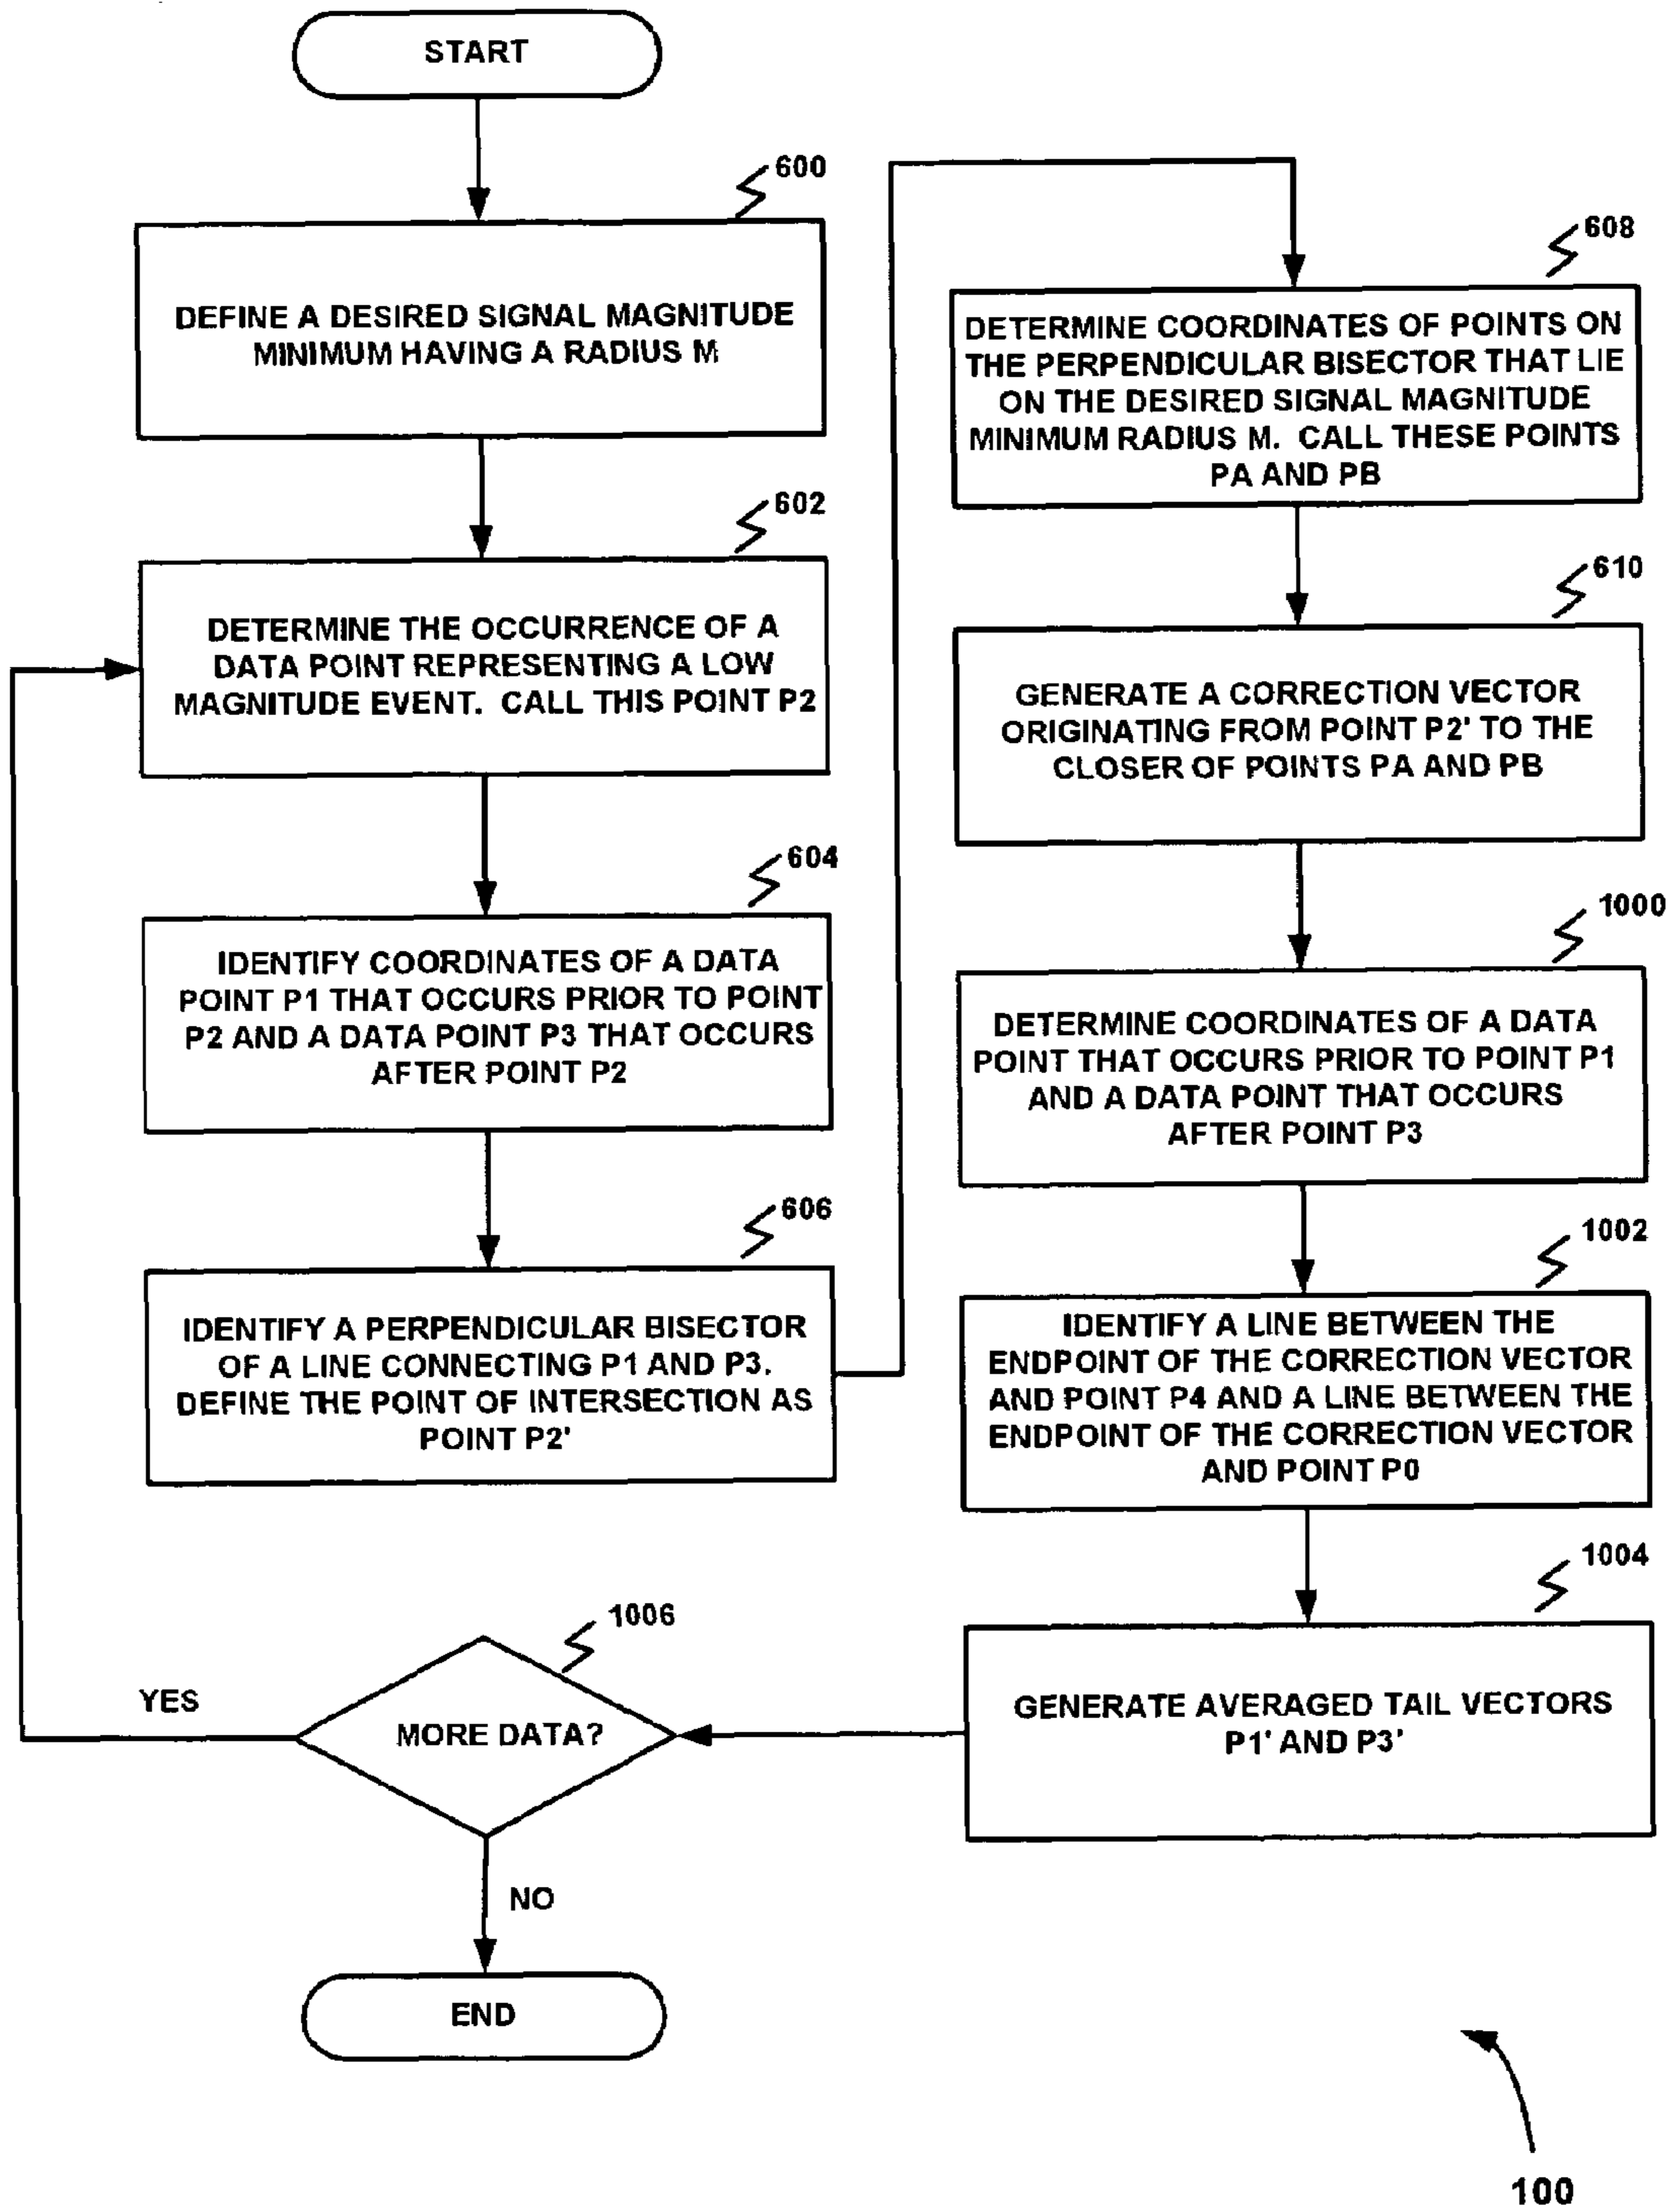 START
600
DEFINE A DESIRED SIGNAL MAGNITUDE
MINIMUM HAVING A RADIUS M
602
DETERMINE THE OCCURRENCE OF A
DATA POINT REPRESENTING A LOW
MAGNITUDE EVENT. CALL THIS POINT P2
604
IDENTIFY COORDINATES OF A DATA
POINT P1 THAT OCCURS PRIOR TO POINT
P2 AND A DATA POINT P3 THAT OCCURS
AFTER POINT P2
606
IDENTIFY A PERPENDICULAR BISECTOR
OF A LINE CONNECTING P1 AND P3.
DEFINE THE POINT OF INTERSECTION AS
POINT P2'
608
DETERMINE COORDINATES OF POINTS ON
THE PERPENDICULAR BISECTOR THAT LIE
ON THE DESIRED SIGNAL MAGNITUDE
MINIMUM RADIUS M. CALL THESE POINTS
PA AND PB
610
GENERATE A CORRECTION VECTOR
ORIGINATING FROM POINT P2' TO THE
CLOSER OF POINTS PA AND PB
1000
DETERMINE COORDINATES OF A DATA
POINT THAT OCCURS PRIOR TO POINT P1
AND A DATA POINT THAT OCCURS
AFTER POINT P3
1002
IDENTIFY A LINE BETWEEN THE
ENDPOINT OF THE CORRECTION VECTOR
AND POINT P4 AND A LINE BETWEEN THE
ENDPOINT OF THE CORRECTION VECTOR
AND POINT P0
1004
GENERATE AVERAGED TAIL VECTORS
P1' AND P3'
1006
MORE DATA?
YES
NO
END
100